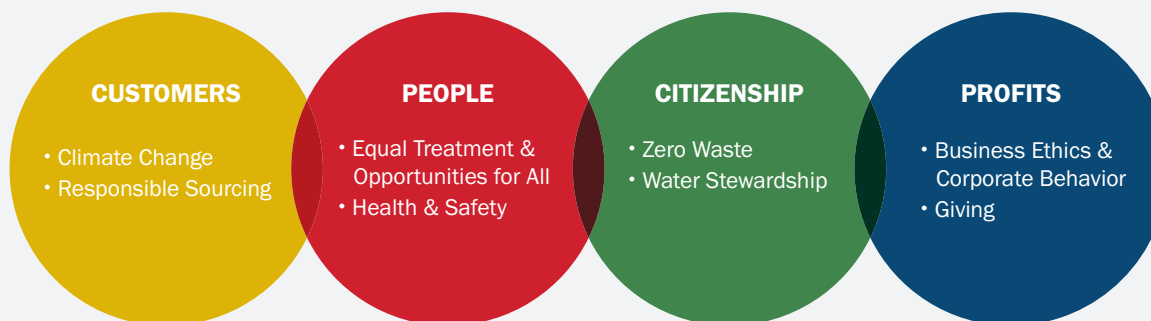 CUSTOMERS
• Climate Change
• Responsible Sourcing
PEOPLE
• Equal Treatment &
Opportunities for All
• Health & Safety
CITIZENSHIP
• Zero Waste
• Water Stewardship
PROFITS
• Business Ethics &
Corporate Behavior
• Giving